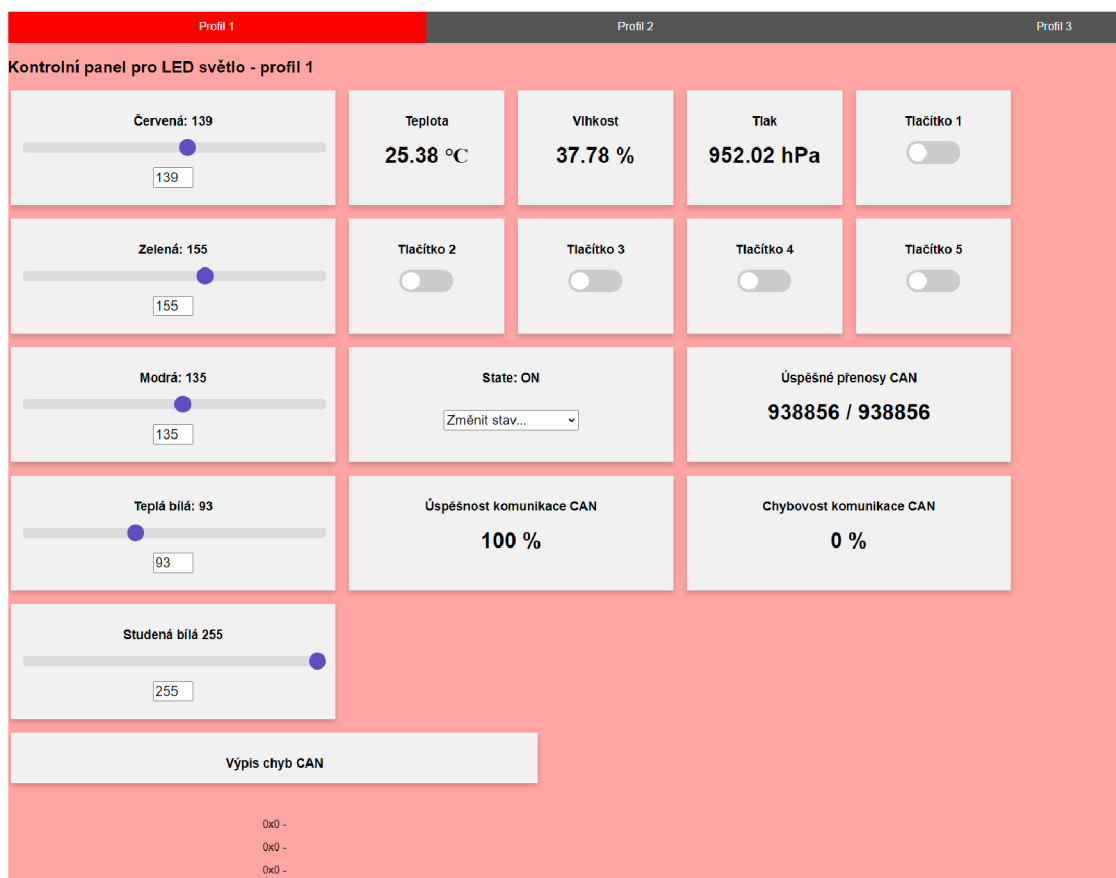 Profil 1
Profil 2
Profil 3
Kontrolní panel pro LED světlo - profil 1
Červená: 139
139
Teplota
25.38 °C
Vlhkost
37.78 %
Tlak
952.02 hPa
Tlačítko 1
Zelená: 155
155
Tlačítko 2
Tlačítko 3
Tlačítko 4
Tlačítko 5
Modrá: 135
135
State: ON
Změnit stav...
Úspěšné přenosy CAN
938856 / 938856
Teplá bílá: 93
93
Úspěšnost komunikace CAN
100 %
Chybovost komunikace CAN
0 %
Studená bílá 255
255
Výpis chyb CAN
0x0 -
0x0 -
0x0 -